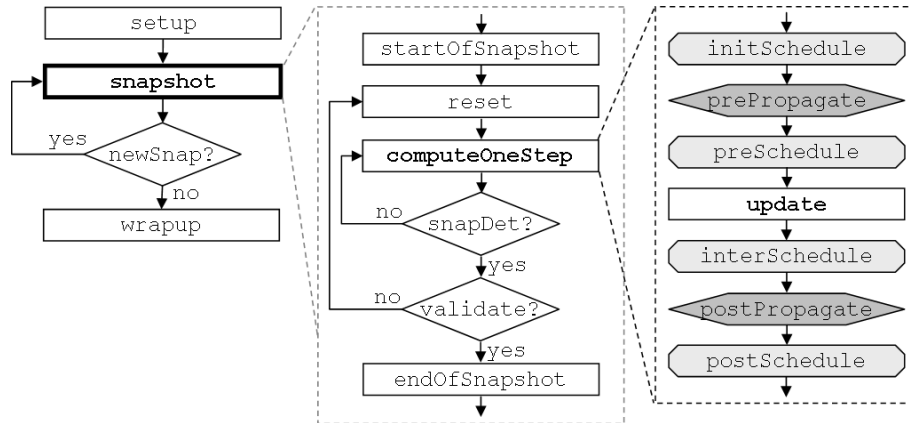 setup
snapshot
yes
newSnap?
no
wrapup
startOfSnapshot
reset
computeOneStep
no
snapDet?
yes
no
validate?
yes
endOfSnapshot
initSchedule
prePropagate
preSchedule
update
interSchedule
postPropagate
postSchedule